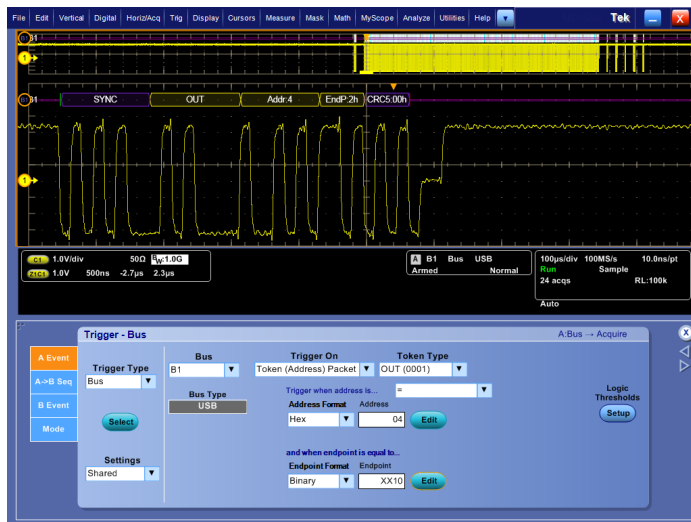 File Edit Vertical Digital Horiz/Acq Trig Display Cursors Measure Mask Math MyScope Analyze Utilities Help Tek X
B1 31
1
B1 31 SYNC OUT Addr:4 EndP:2h CRC5:00h
1
C1 1.0V/div 50Ω BW:1.0G
Z1C1 1.0V 500ns -2.7µs 2.3µs
A B1 Bus USB
Armed Normal
100µs/div 100MS/s 10.0ns/pt
Run Sample
24 acqs RL:100k
Auto
Trigger - Bus A:Bus → Acquire X
A Event
A->B Seq
B Event
Mode
Trigger Type
Bus
Select
Settings
Shared
Bus
B1
Bus Type
USB
Trigger On
Token (Address) Packet
Token Type
OUT (0001)
Trigger when address is... =
Address Format Address
Hex 04 Edit
and when endpoint is equal to...
Endpoint Format Endpoint
Binary XX10 Edit
Logic
Thresholds
Setup